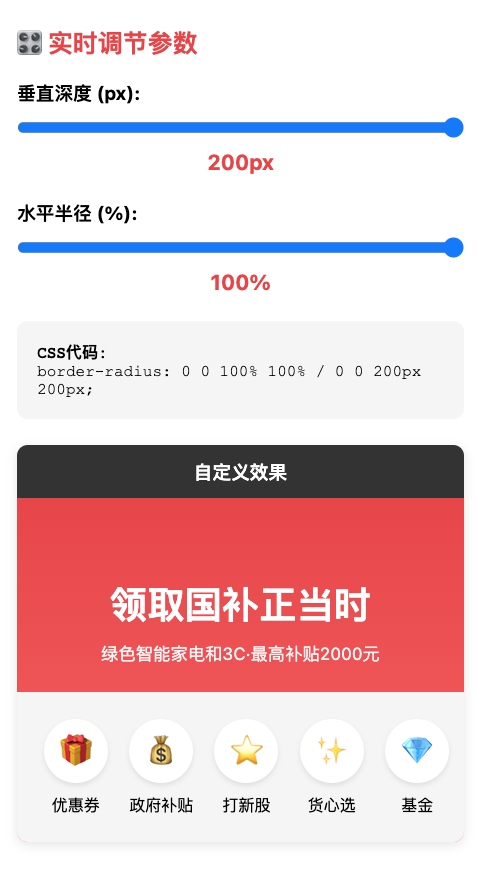 实时调节参数
垂直深度 (px):
200px
水平半径 (%):
100%
CSS代码:
border-radius: 0 0 100% 100% / 0 0 200px
200px;
自定义效果
领取国补正当时
绿色智能家电和3C·最高补贴2000元
优惠券 政府补贴 打新股 货心选 基金